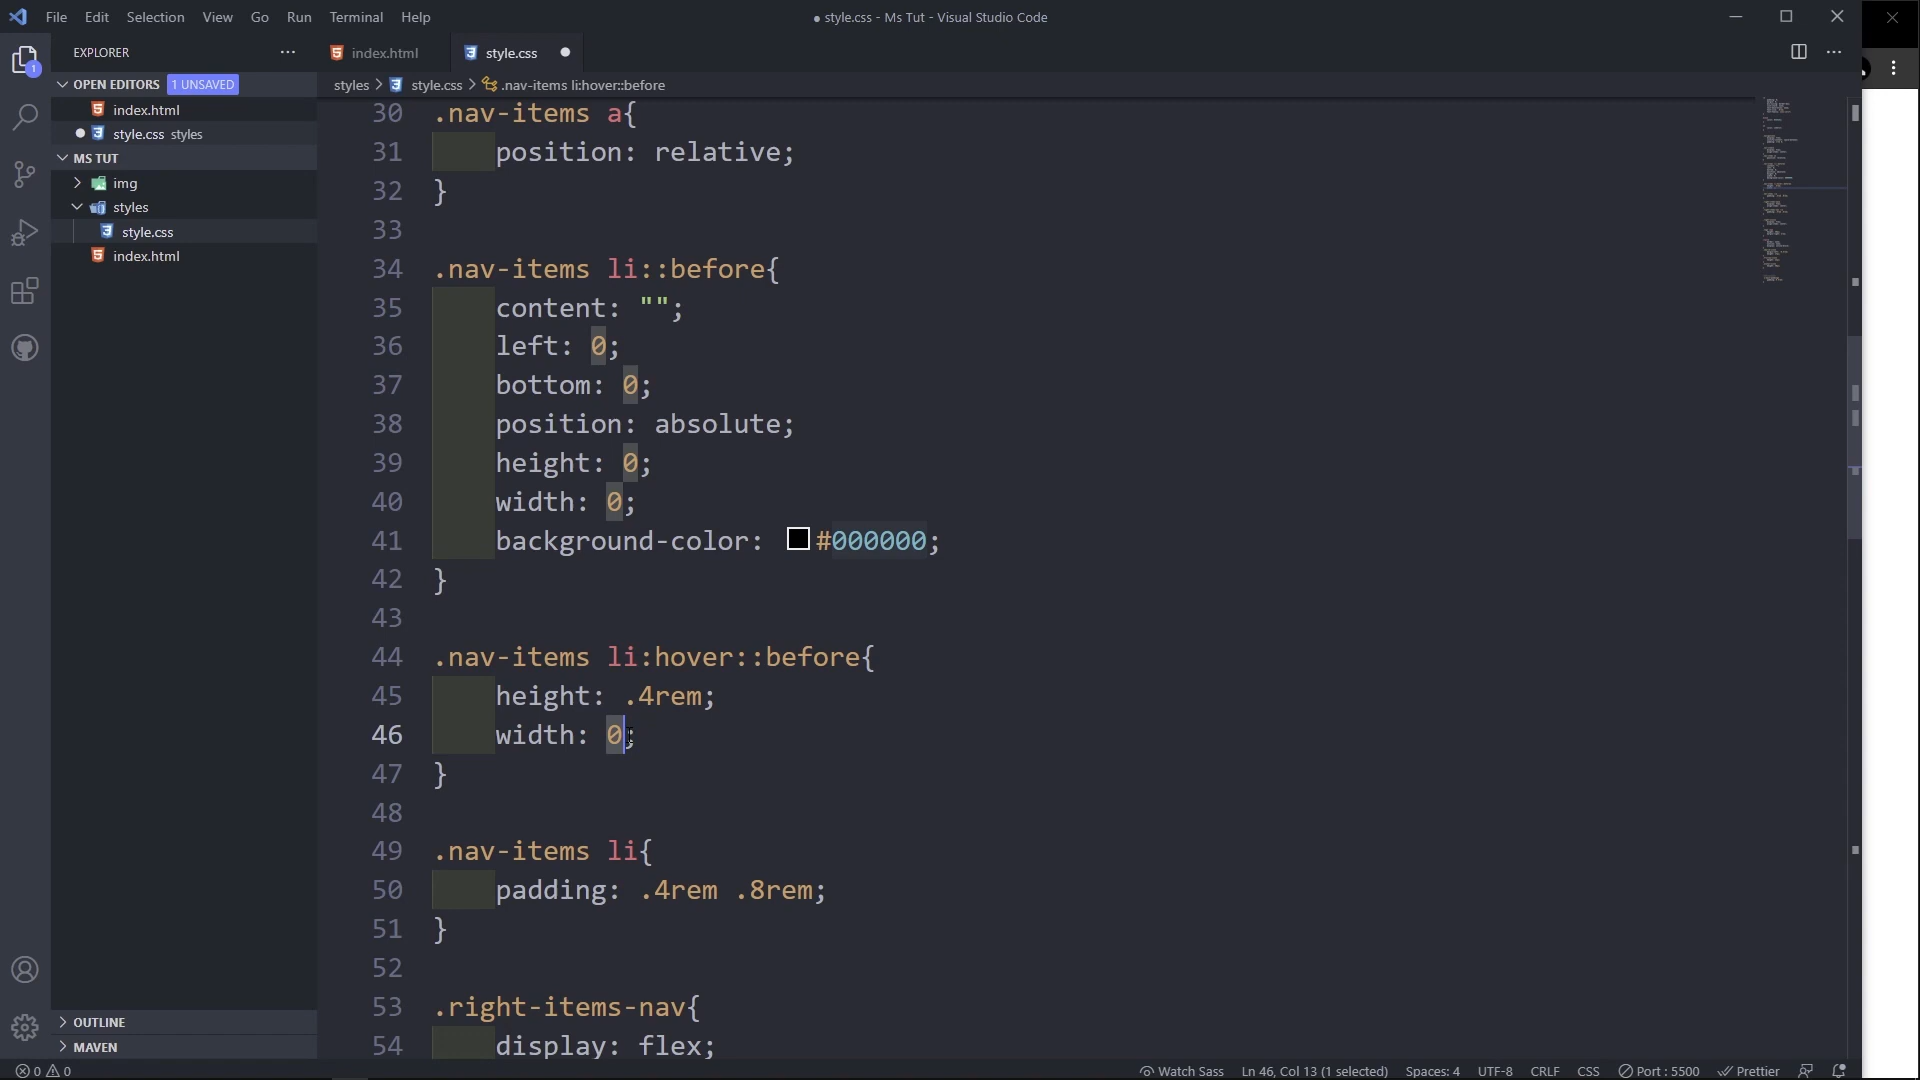 File Edit Selection View Go Run Terminal Help
● style.css - Ms Tut - Visual Studio Code
EXPLORER
index.html
style.css
OPEN EDITORS 1 UNSAVED
styles > style.css > .nav-items li:hover::before
index.html
style.css styles
MS TUT
img
styles
style.css
index.html
OUTLINE
MAVEN
30 .nav-items a{
31 position: relative;
32 }
33
34 .nav-items li::before{
35 content: "";
36 left: 0;
37 bottom: 0;
38 position: absolute;
39 height: 0;
40 width: 0;
41 background-color: #000000;
42 }
43
44 .nav-items li:hover::before{
45 height: .4rem;
46 width: 0;
47 }
48
49 .nav-items li{
50 padding: .4rem .8rem;
51 }
52
53 .right-items-nav{
54 display: flex;
1
0 0 Watch Sass Ln 46, Col 13 (1 selected) Spaces: 4 UTF-8 CRLF CSS Port : 5500 Prettier